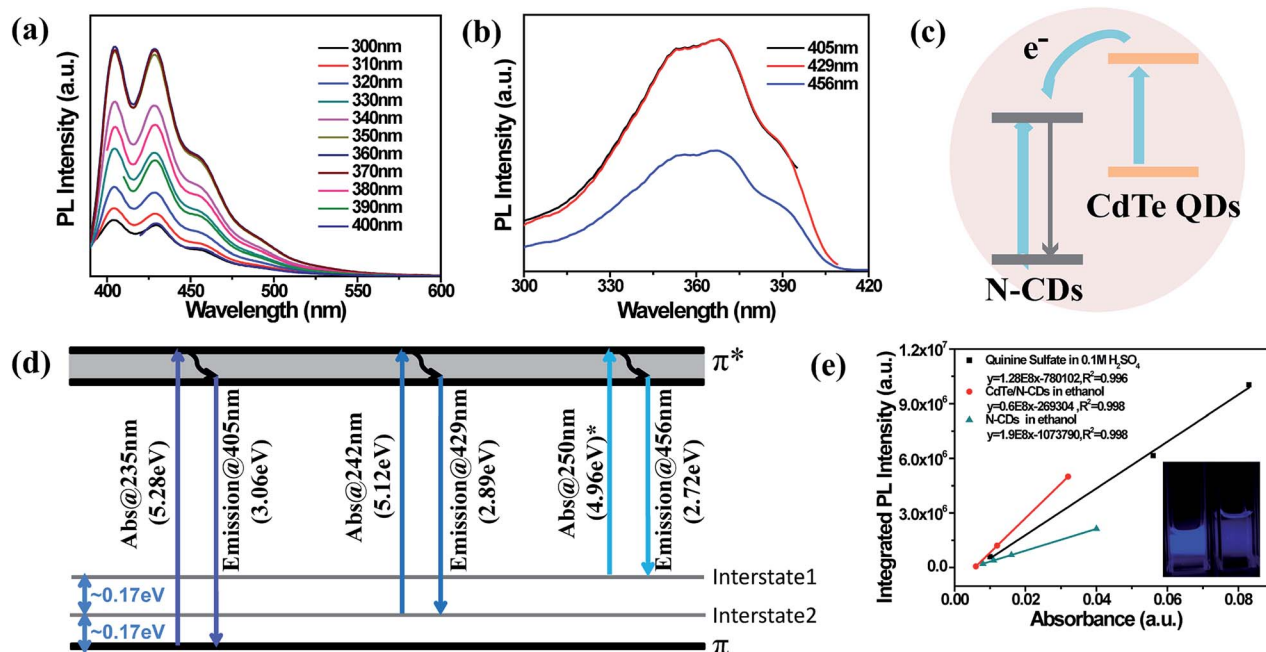 (a)
PL Intensity (a.u.)
300nm
310nm
320nm
330nm
340nm
350nm
360nm
370nm
380nm
390nm
400nm
400 450 500 550 600
Wavelength (nm)
(b)
PL Intensity (a.u.)
405nm
429nm
456nm
300 330 360 390 420
Wavelength (nm)
(c)
e-
CdTe QDs
N-CDs
(d)
π*
Abs@235nm
(5.28eV)
Emission@405nm
(3.06eV)
Abs@242nm
(5.12eV)
Emission@429nm
(2.89eV)
Abs@250nm
(4.96eV)*
Emission@456nm
(2.72eV)
~0.17eV
Interstate1
~0.17eV
Interstate2
π
(e)
Integrated PL Intensity (a.u.)
1.2x10⁷
9.0x10⁶
6.0x10⁶
3.0x10⁶
0.0
Quinine Sulfate in 0.1M H₂SO₄
y=1.28E8x-780102,R²=0.996
CdTe/N-CDs in ethanol
y=0.6E8x-269304 ,R²=0.998
N-CDs in ethanol
y=1.9E8x-1073790,R²=0.998
0.00 0.02 0.04 0.06 0.08
Absorbance (a.u.)